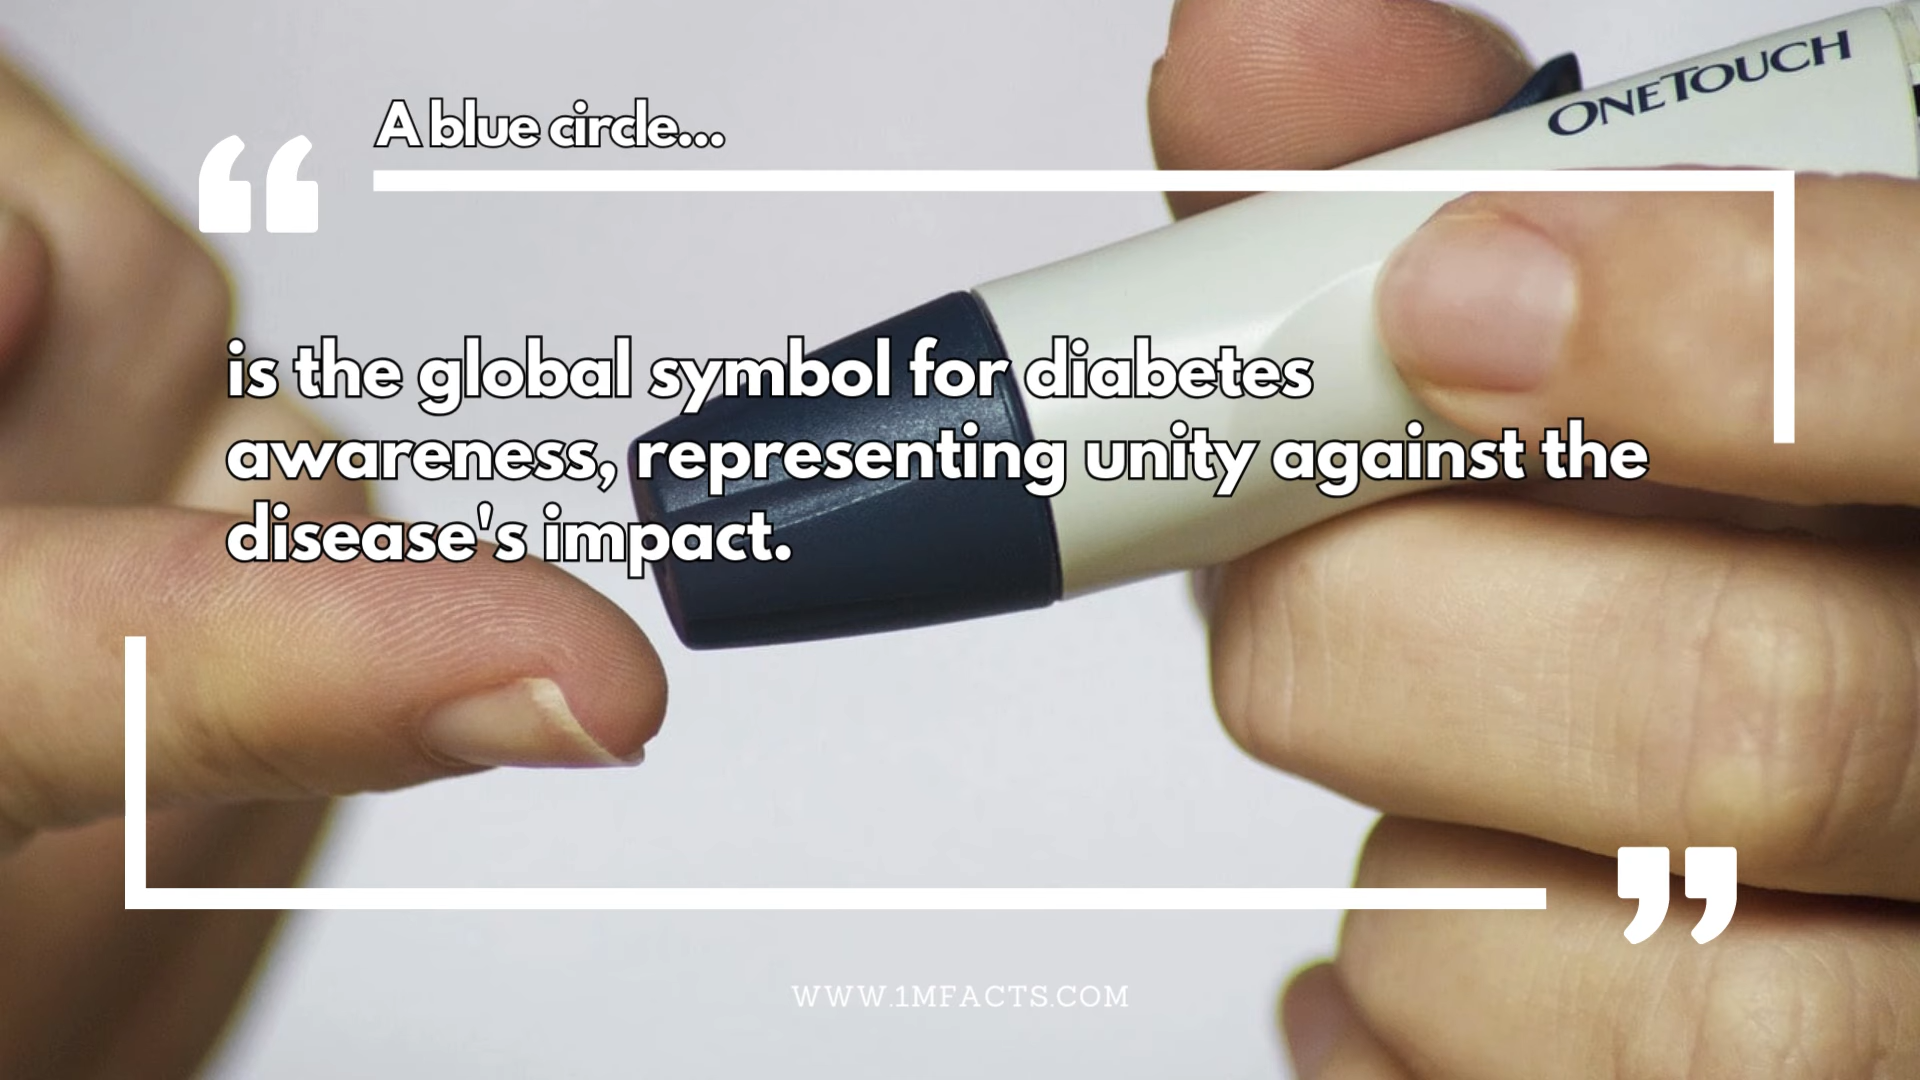 ONETOUCH
A blue circle...
is the global symbol for diabetes
awareness, representing unity against the
disease's impact.
WWW.1MFACTS.COM